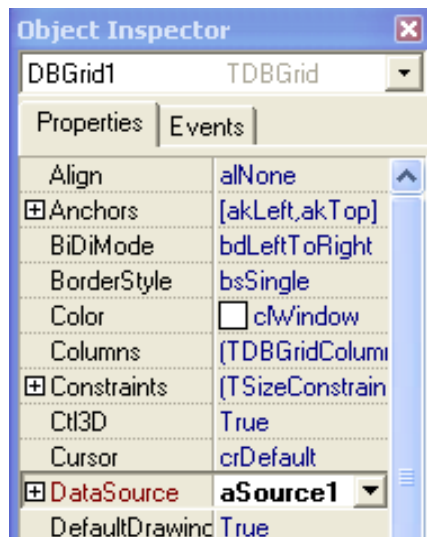 Object Inspector
DBGrid1 TDBGrid
Properties Events
Align alNone
Anchors [akLeft,akTop]
BiDiMode bdLeftToRight
BorderStyle bsSingle
Color clWindow
Columns (TDBGridColumn
Constraints (TSizeConstrain
Ctl3D True
Cursor crDefault
DataSource aSource1
DefaultDrawing True